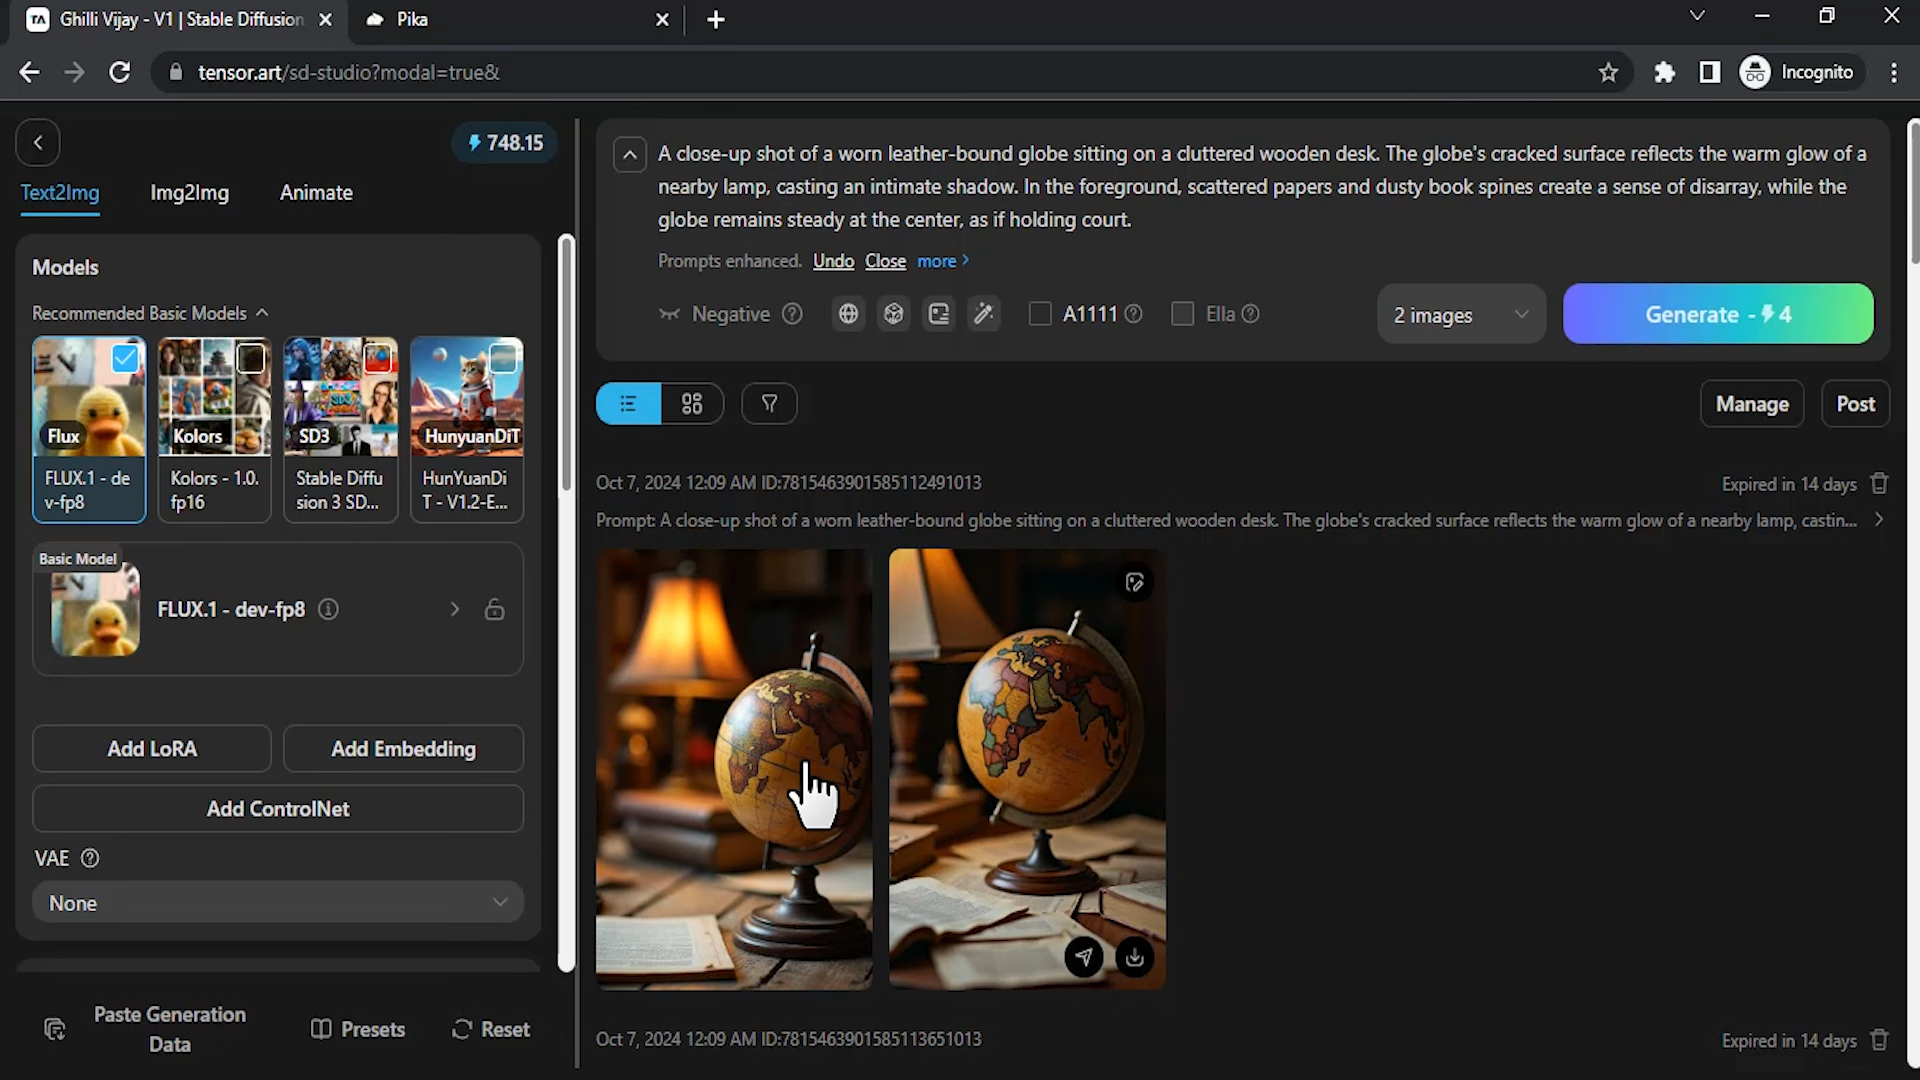 Ghilli Vijay - V1 | Stable Diffusion
Pika
tensor.art/sd-studio?modal=true&
Incognito
748.15
Text2Img
Img2Img
Animate
Models
Recommended Basic Models
Flux
Kolors
SD3
HunyuanDiT
FLUX.1 - de
v-fp8
Kolors - 1.0.
fp16
Stable Diffu
sion 3 SD...
HunYuanDi
T - V1.2-E...
Basic Model
FLUX.1 - dev-fp8
Add LoRA
Add Embedding
Add ControlNet
VAE
None
Paste Generation
Data
Presets
Reset
A close-up shot of a worn leather-bound globe sitting on a cluttered wooden desk. The globe's cracked surface reflects the warm glow of a
nearby lamp, casting an intimate shadow. In the foreground, scattered papers and dusty book spines create a sense of disarray, while the
globe remains steady at the center, as if holding court.
Prompts enhanced. Undo Close more >
Negative
A1111
Ella
2 images
Generate - 4
Manage
Post
Oct 7, 2024 12:09 AM ID:781546390158511249​1013
Expired in 14 days
Prompt: A close-up shot of a worn leather-bound globe sitting on a cluttered wooden desk. The globe's cracked surface reflects the warm glow of a nearby lamp, castin...
Oct 7, 2024 12:09 AM ID:7815463901585113651013
Expired in 14 days